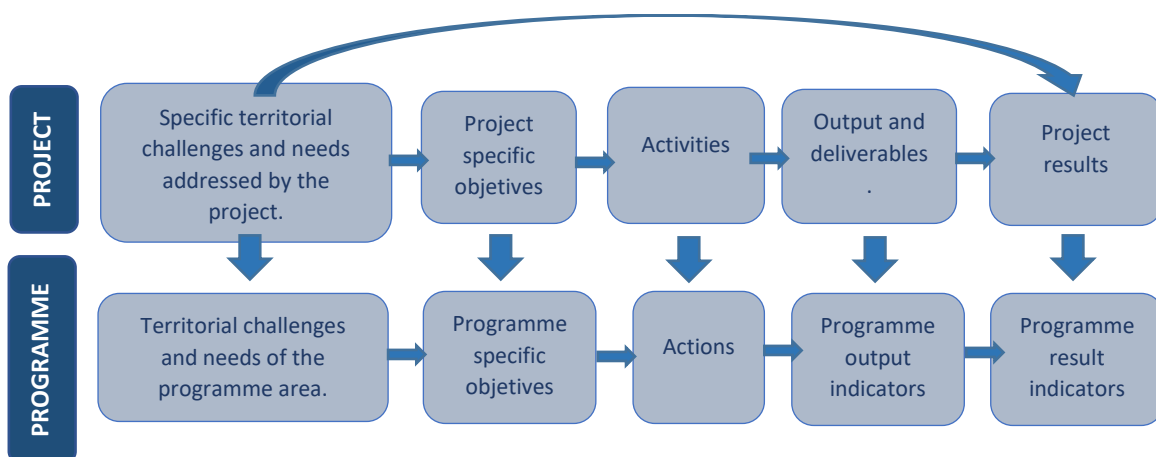 PROJECT
Specific territorial
challenges and needs
addressed by the
project.
Project
specific
objetives
Activities
Output and
deliverables
.
Project
results
PROGRAMME
Territorial challenges
and needs of the
programme area.
Programme
specific
objetives
Actions
Programme
output
indicators
Programme
result
indicators